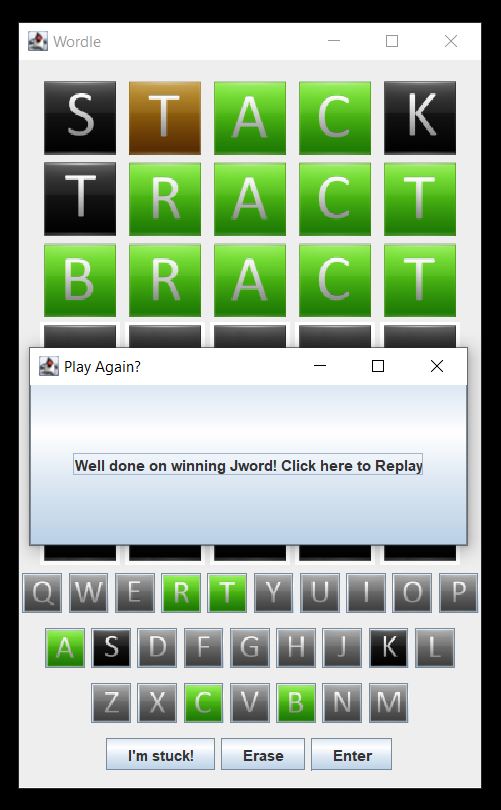 Wordle
S T A C K
T R A C T
B R A C T
Play Again?
Well done on winning Jword! Click here to Replay
Q W E R T Y U I O P
A S D F G H J K L
Z X C V B N M
I'm stuck! Erase Enter